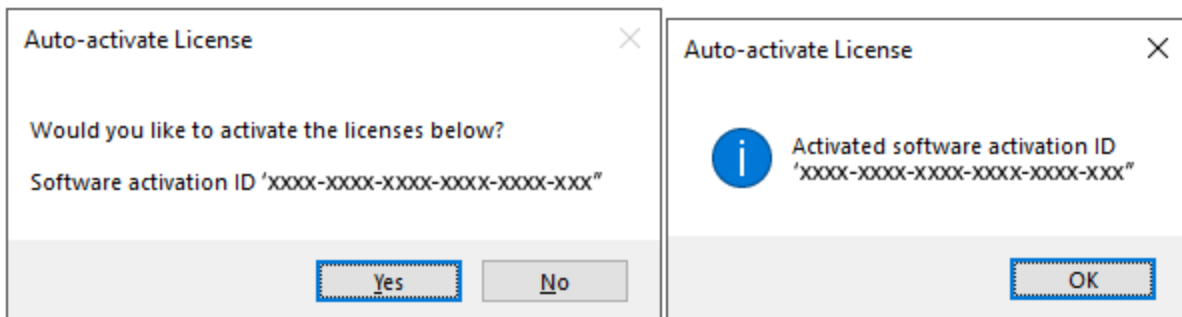 Auto-activate License
Would you like to activate the licenses below?
Software activation ID ‘xxxx-xxxx-xxxx-xxxx-xxxx-xxx”
Yes
No
Auto-activate License
Activated software activation ID
‘xxxx-xxxx-xxxx-xxxx-xxxx-xxx”
OK